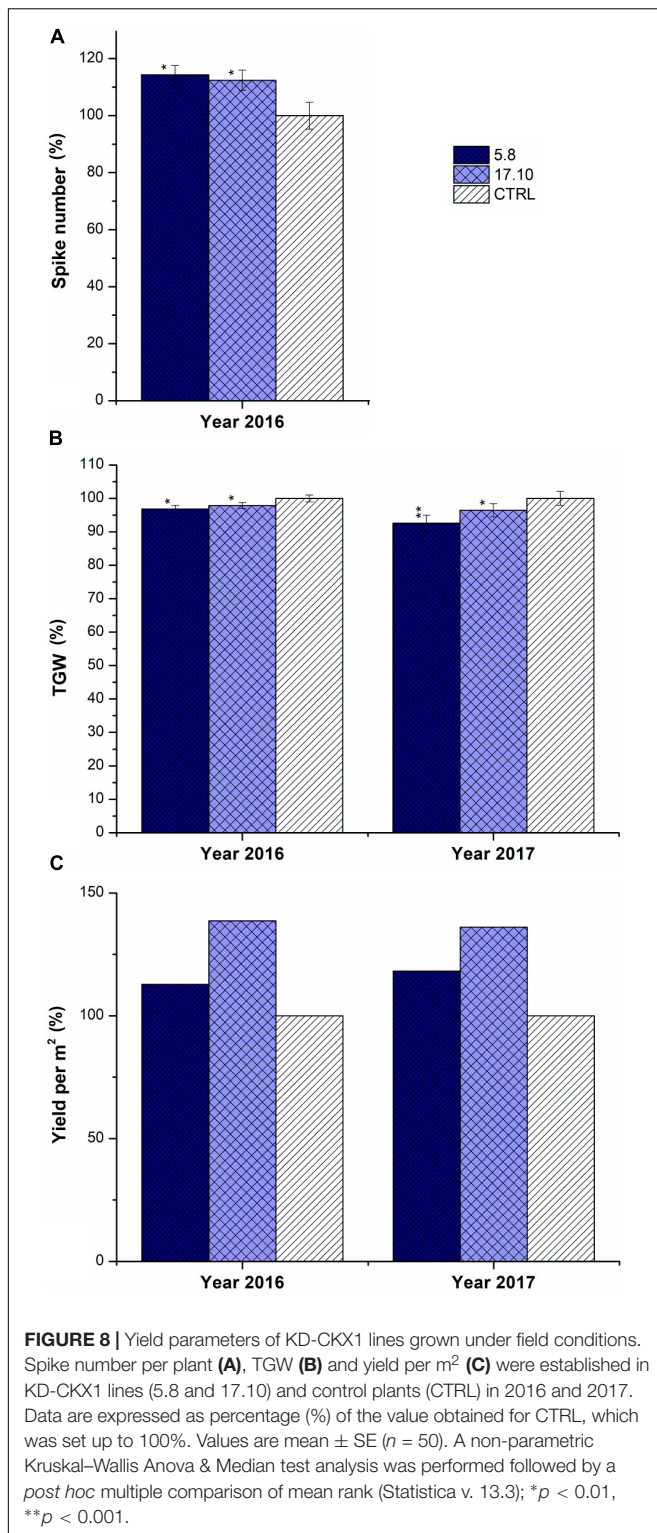 A
120
100
80
60
40
20
0
Spike number (%)
* *
5.8
17.10
CTRL
Year 2016
B
110
100
90
80
70
60
50
40
30
20
10
0
TGW (%)
* * ** *
Year 2016 Year 2017
C
150
100
50
0
Yield per m² (%)
Year 2016 Year 2017
FIGURE 8 | Yield parameters of KD-CKX1 lines grown under field conditions.
Spike number per plant (A), TGW (B) and yield per m² (C) were established in
KD-CKX1 lines (5.8 and 17.10) and control plants (CTRL) in 2016 and 2017.
Data are expressed as percentage (%) of the value obtained for CTRL, which
was set up to 100%. Values are mean ± SE (n = 50). A non-parametric
Kruskal–Wallis Anova & Median test analysis was performed followed by a
post hoc multiple comparison of mean rank (Statistica v. 13.3); *p < 0.01,
**p < 0.001.